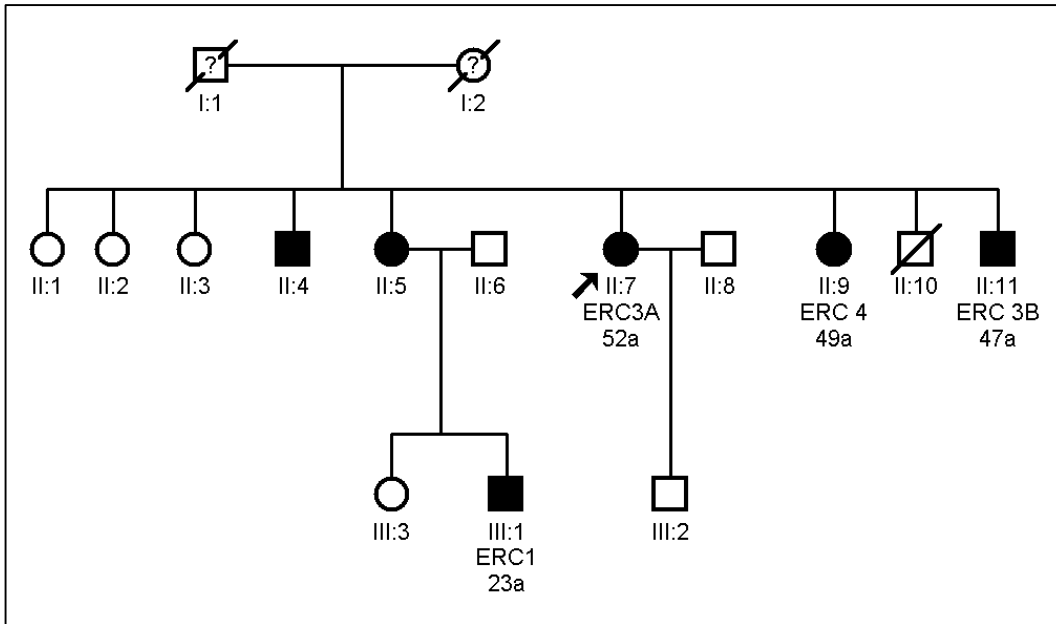 ? ?
I:1 I:2
II:1 II:2 II:3 II:4 II:5 II:6 II:7 II:8 II:9 II:10 II:11
ERC3A ERC 4 ERC 3B
52a 49a 47a
III:3 III:1 III:2
ERC1
23a